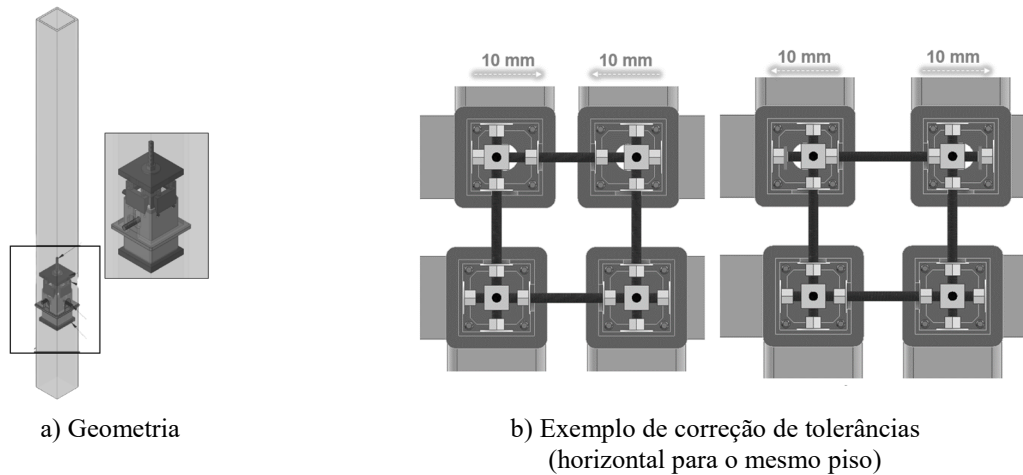 10 mm 10 mm 10 mm 10 mm
a) Geometria
b) Exemplo de correção de tolerâncias
(horizontal para o mesmo piso)